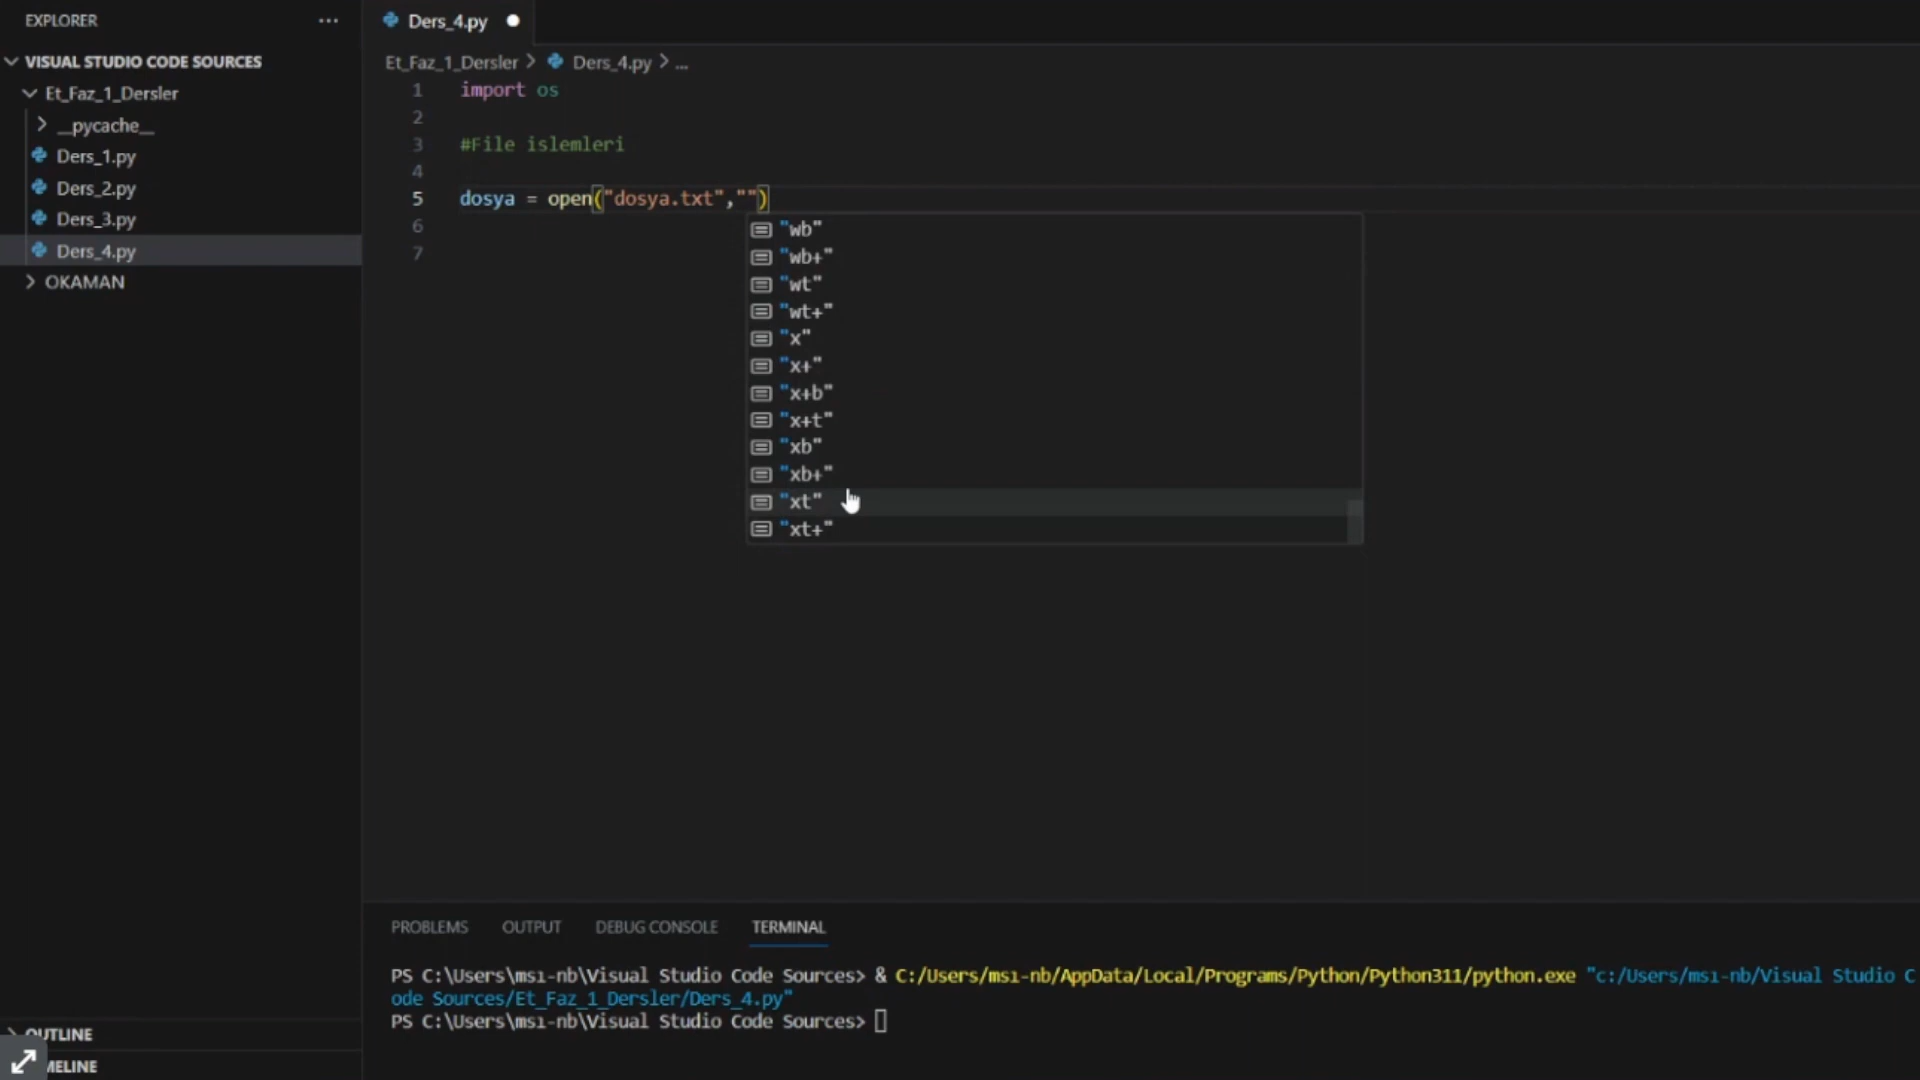 EXPLORER
VISUAL STUDIO CODE SOURCES
Et_Faz_1_Dersler
__pycache__
Ders_1.py
Ders_2.py
Ders_3.py
Ders_4.py
OKAMAN
OUTLINE
Ders_4.py
Et_Faz_1_Dersler > Ders_4.py > ...
1 import os
2
3 #File islemleri
4
5 dosya = open("dosya.txt","")
6
7
"wb"
"wb+"
"wt"
"wt+"
"x"
"x+"
"x+b"
"x+t"
"xb"
"xb+"
"xt"
"xt+"
PROBLEMS OUTPUT DEBUG CONSOLE TERMINAL
PS C:\Users\msı-nb\Visual Studio Code Sources> & C:/Users/msı-nb/AppData/Local/Programs/Python/Python311/python.exe "c:/Users/msı-nb/Visual Studio C
ode Sources/Et_Faz_1_Dersler/Ders_4.py"
PS C:\Users\msı-nb\Visual Studio Code Sources>